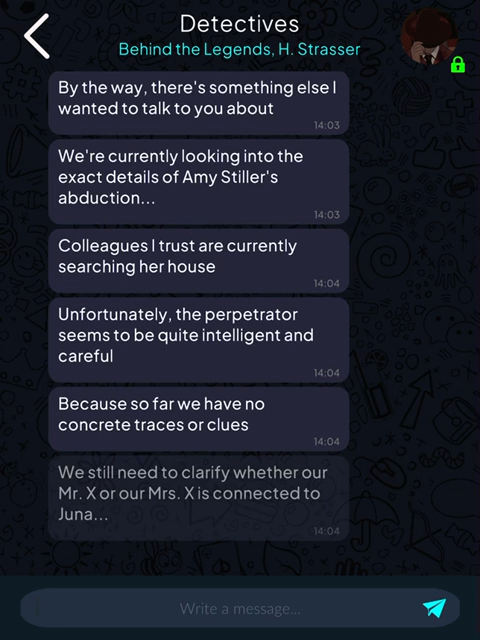 Detectives
Behind the Legends, H. Strasser
By the way, there's something else I
wanted to talk to you about
14:03
We're currently looking into the
exact details of Amy Stiller's
abduction...
14:03
Colleagues I trust are currently
searching her house
14:04
Unfortunately, the perpetrator
seems to be quite intelligent and
careful
14:04
Because so far we have no
concrete traces or clues
14:04
We still need to clarify whether our
Mr. X or our Mrs. X is connected to
Juna...
14:04
Write a message...